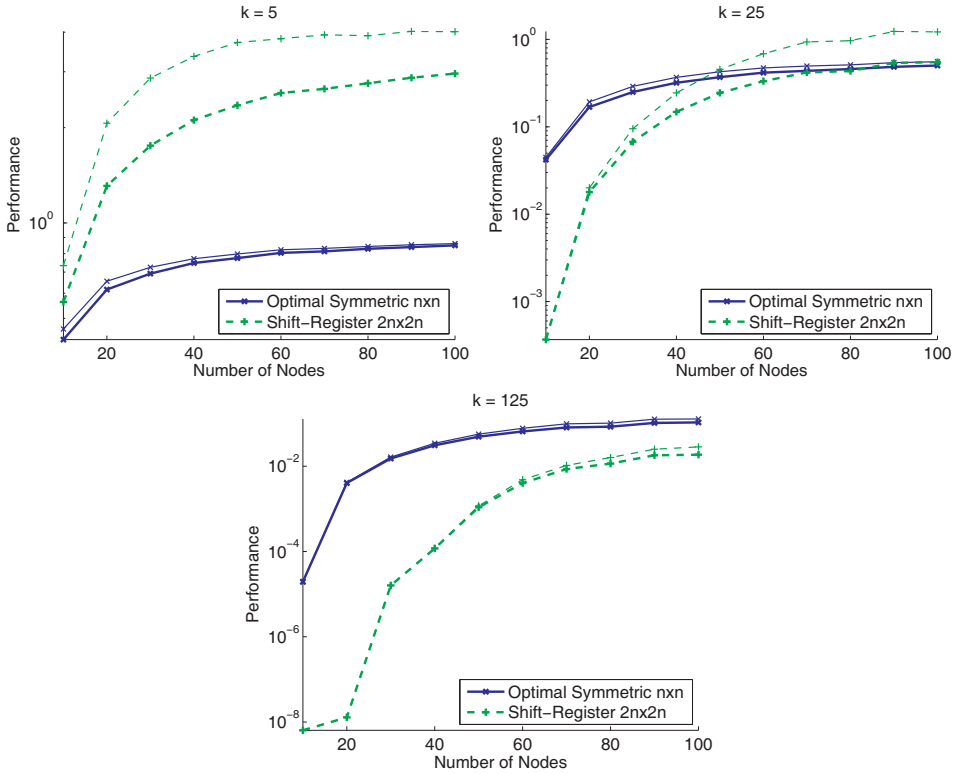 k = 5
Performance
10^0
20 40 60 80 100
Number of Nodes
Optimal Symmetric nxn
Shift-Register 2nx2n
k = 25
Performance
10^0
10^-1
10^-2
10^-3
20 40 60 80 100
Number of Nodes
Optimal Symmetric nxn
Shift-Register 2nx2n
k = 125
Performance
10^-2
10^-4
10^-6
10^-8
20 40 60 80 100
Number of Nodes
Optimal Symmetric nxn
Shift-Register 2nx2n